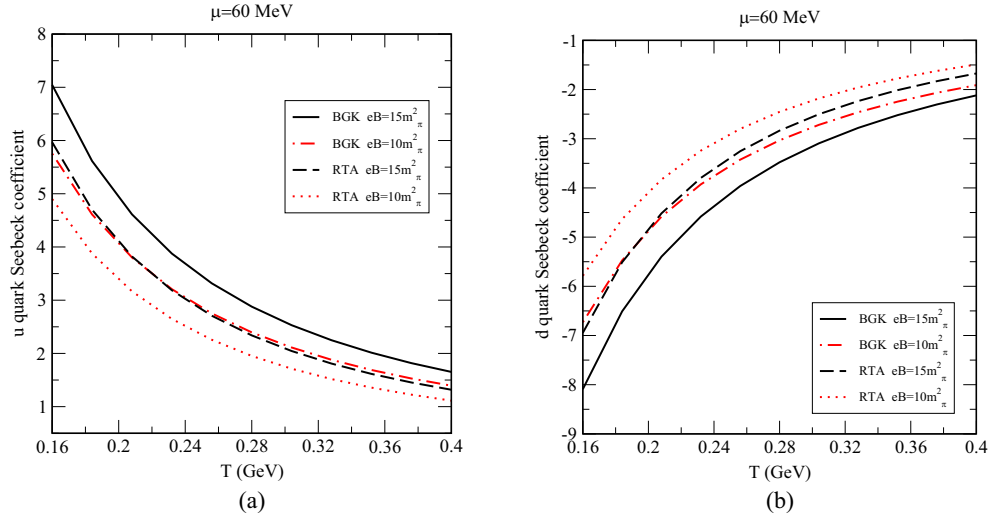 μ=60 MeV
8
7
6
5
4
3
2
1
u quark Seebeck coefficient
BGK eB=15m²π
BGK eB=10m²π
RTA eB=15m²π
RTA eB=10m²π
0.16 0.2 0.24 0.28 0.32 0.36 0.4
T (GeV)
(a)
μ=60 MeV
-1
-2
-3
-4
-5
-6
-7
-8
-9
d quark Seebeck coefficient
BGK eB=15m²π
BGK eB=10m²π
RTA eB=15m²π
RTA eB=10m²π
0.16 0.2 0.24 0.28 0.32 0.36 0.4
T (GeV)
(b)